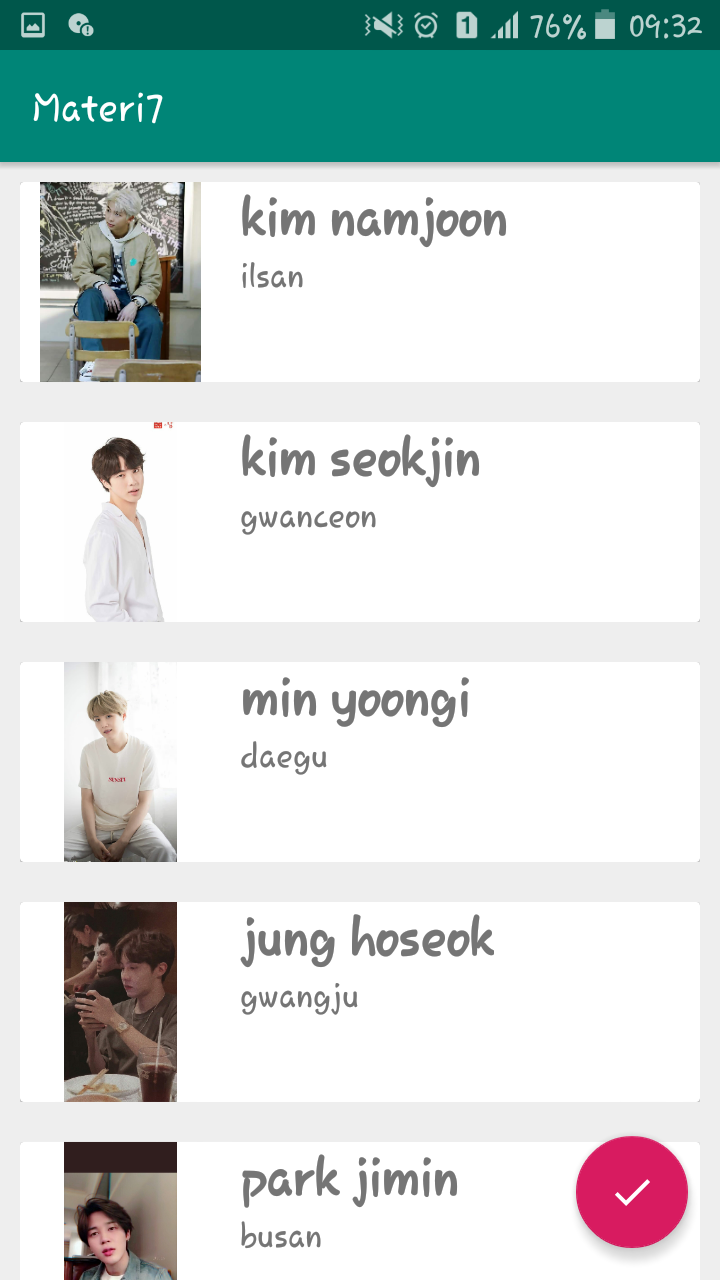 76% 09:32
Materi7
kim namjoon
ilsan
kim seokjin
gwanceon
min yoongi
daegu
jung hoseok
gwangju
park jimin
busan